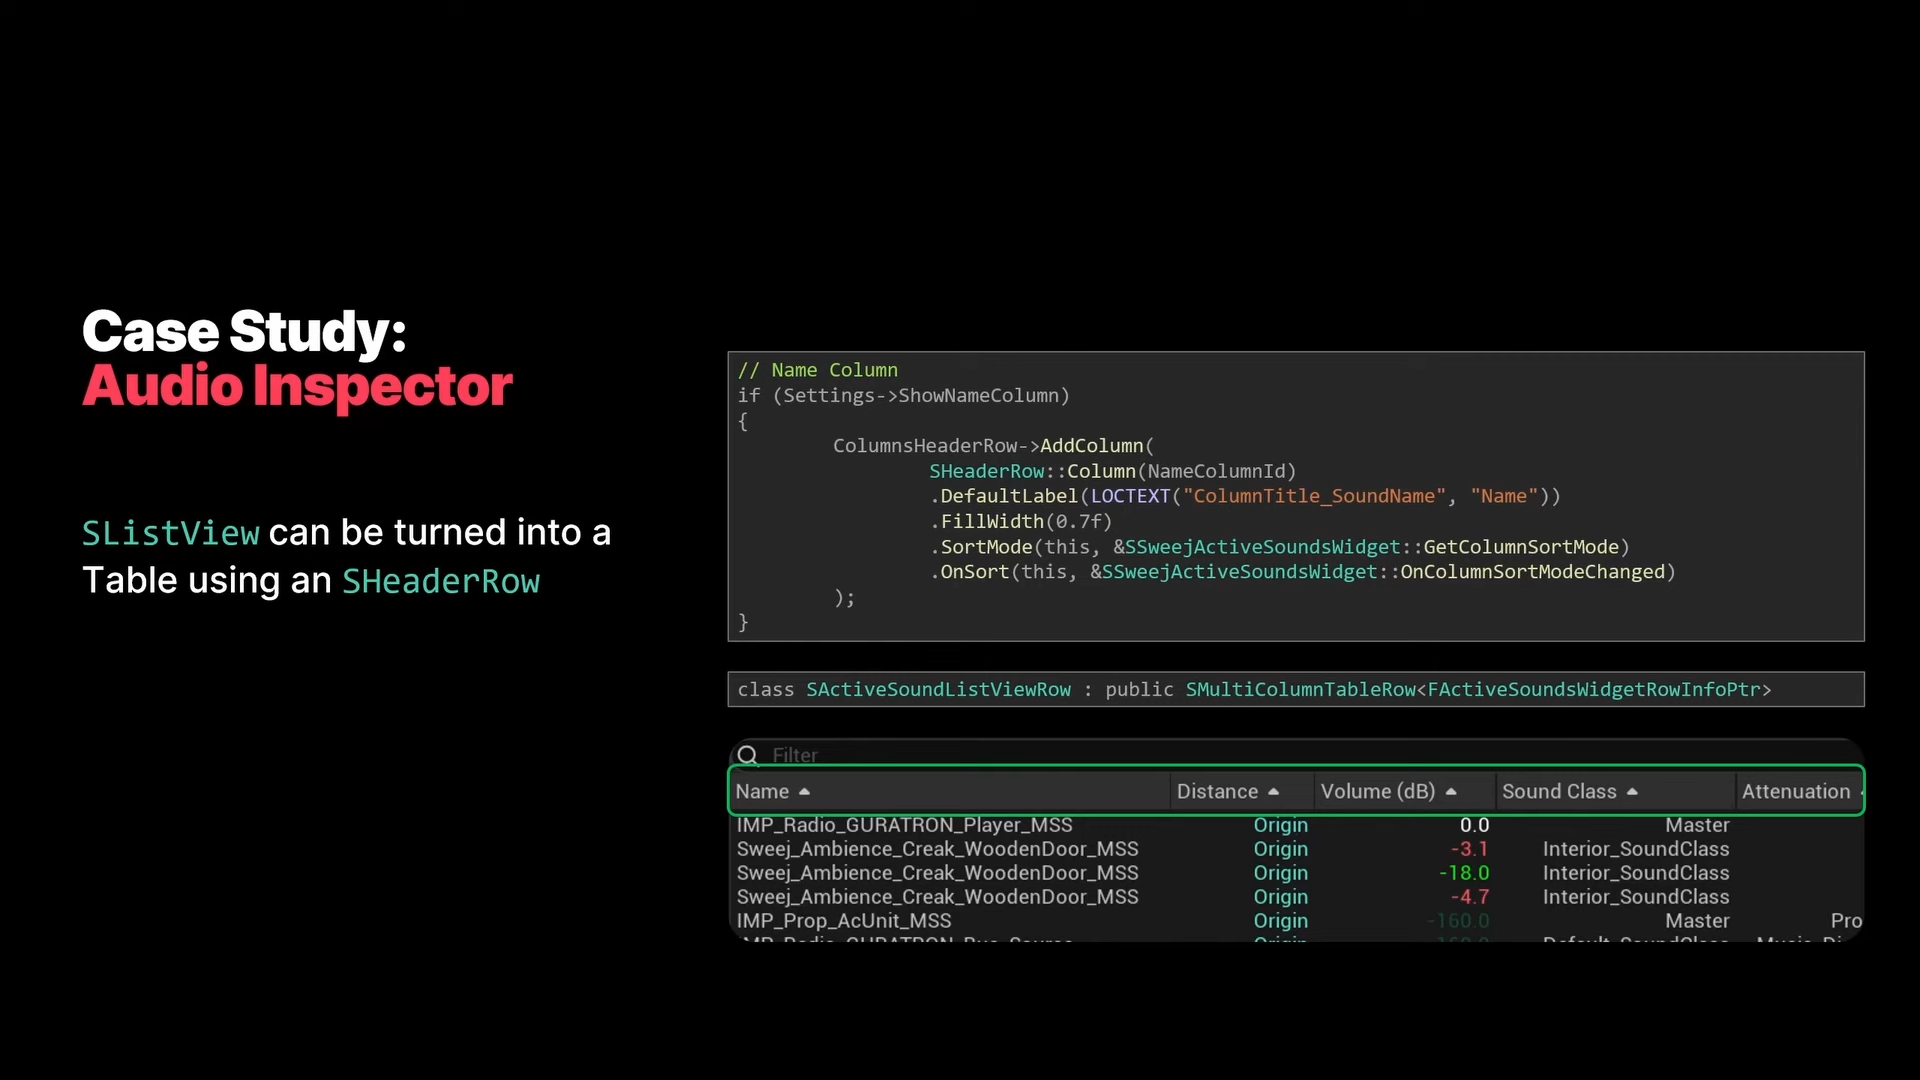 Case Study:
Audio Inspector
SListView can be turned into a
Table using an SHeaderRow
// Name Column
if (Settings->ShowNameColumn)
{
ColumnsHeaderRow->AddColumn(
SHeaderRow::Column(NameColumnId)
.DefaultLabel(LOCTEXT("ColumnTitle_SoundName", "Name"))
.FillWidth(0.7f)
.SortMode(this, &SSweejActiveSoundsWidget::GetColumnSortMode)
.OnSort(this, &SSweejActiveSoundsWidget::OnColumnSortModeChanged)
);
}
class SActiveSoundListViewRow : public SMultiColumnTableRow<FActiveSoundsWidgetRowInfoPtr>
Filter
Name Distance Volume (dB) Sound Class Attenuation
IMP_Radio_GURATRON_Player_MSS Origin 0.0 Master
Sweej_Ambience_Creak_WoodenDoor_MSS Origin -3.1 Interior_SoundClass
Sweej_Ambience_Creak_WoodenDoor_MSS Origin -18.0 Interior_SoundClass
Sweej_Ambience_Creak_WoodenDoor_MSS Origin -4.7 Interior_SoundClass
IMP_Prop_AcUnit_MSS Origin -160.0 Master Pro